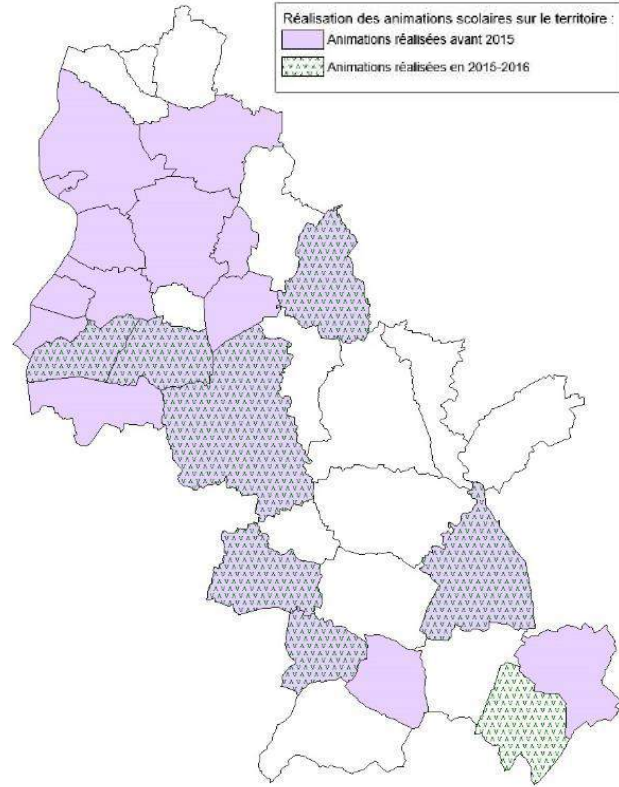 Réalisation des animations scolaires sur le territoire :
Animations réalisées avant 2015
Animations réalisées en 2015-2016